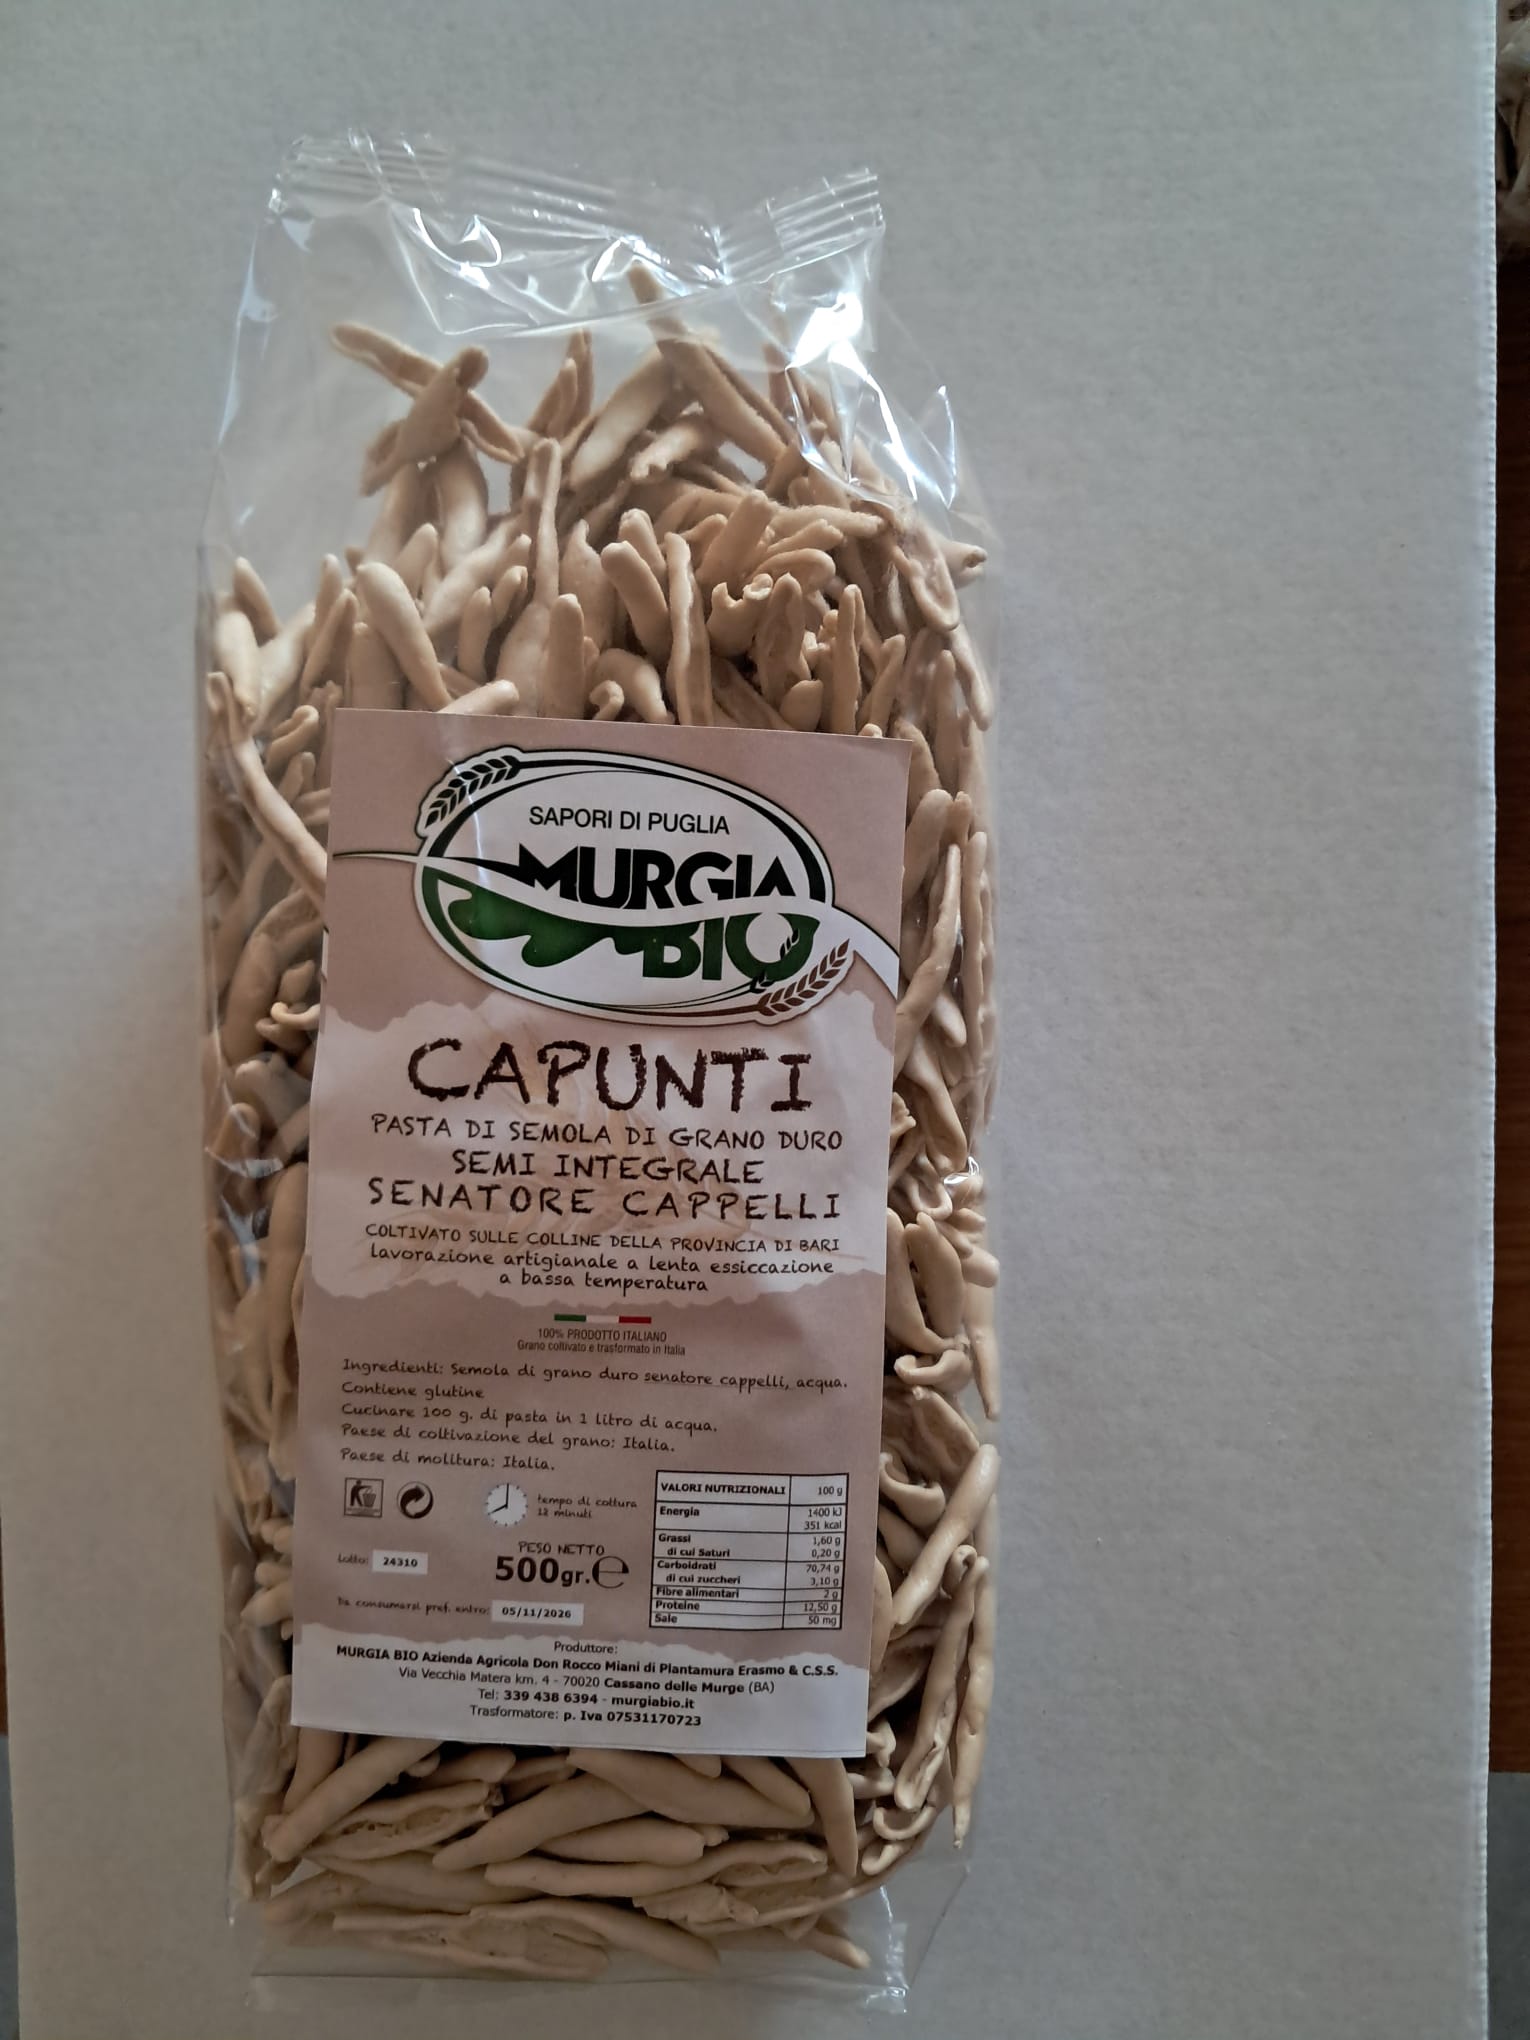 SAPORI DI PUGLIA
MURGIA
BIO
CAPUNTI
PASTA DI SEMOLA DI GRANO DURO
SEMI INTEGRALE
SENATORE CAPPELLI
COLTIVATO SULLE COLLINE DELLA PROVINCIA DI BARI
lavorazione artigianale a lenta essiccazione
a bassa temperatura
100% PRODOTTO ITALIANO
Grano coltivato e trasformato in Italia
Ingredienti: Semola di grano duro senatore cappelli, acqua.
Contiene glutine
Cucinare 100 g. di pasta in 1 litro di acqua.
Paese di coltivazione del grano: Italia.
Paese di molitura: Italia.
tempo di cottura
12 minuti
PESO NETTO
500gr.℮
Lotto: 24310
Da consumarsi pref. entro: 05/11/2026
VALORI NUTRIZIONALI 100 g
Energia 1400 kJ
351 kcal
Grassi 1,60 g
di cui Saturi 0,20 g
Carboidrati 70,74 g
di cui zuccheri 3,10 g
Fibre alimentari 2 g
Proteine 12,50 g
Sale 50 mg
Produttore:
MURGIA BIO Azienda Agricola Don Rocco Miani di Plantamura Erasmo & C.S.S.
Via Vecchia Matera km. 4 - 70020 Cassano delle Murge (BA)
Tel: 339 438 6394 - murgiabio.it
Trasformatore: p. Iva 07531170723